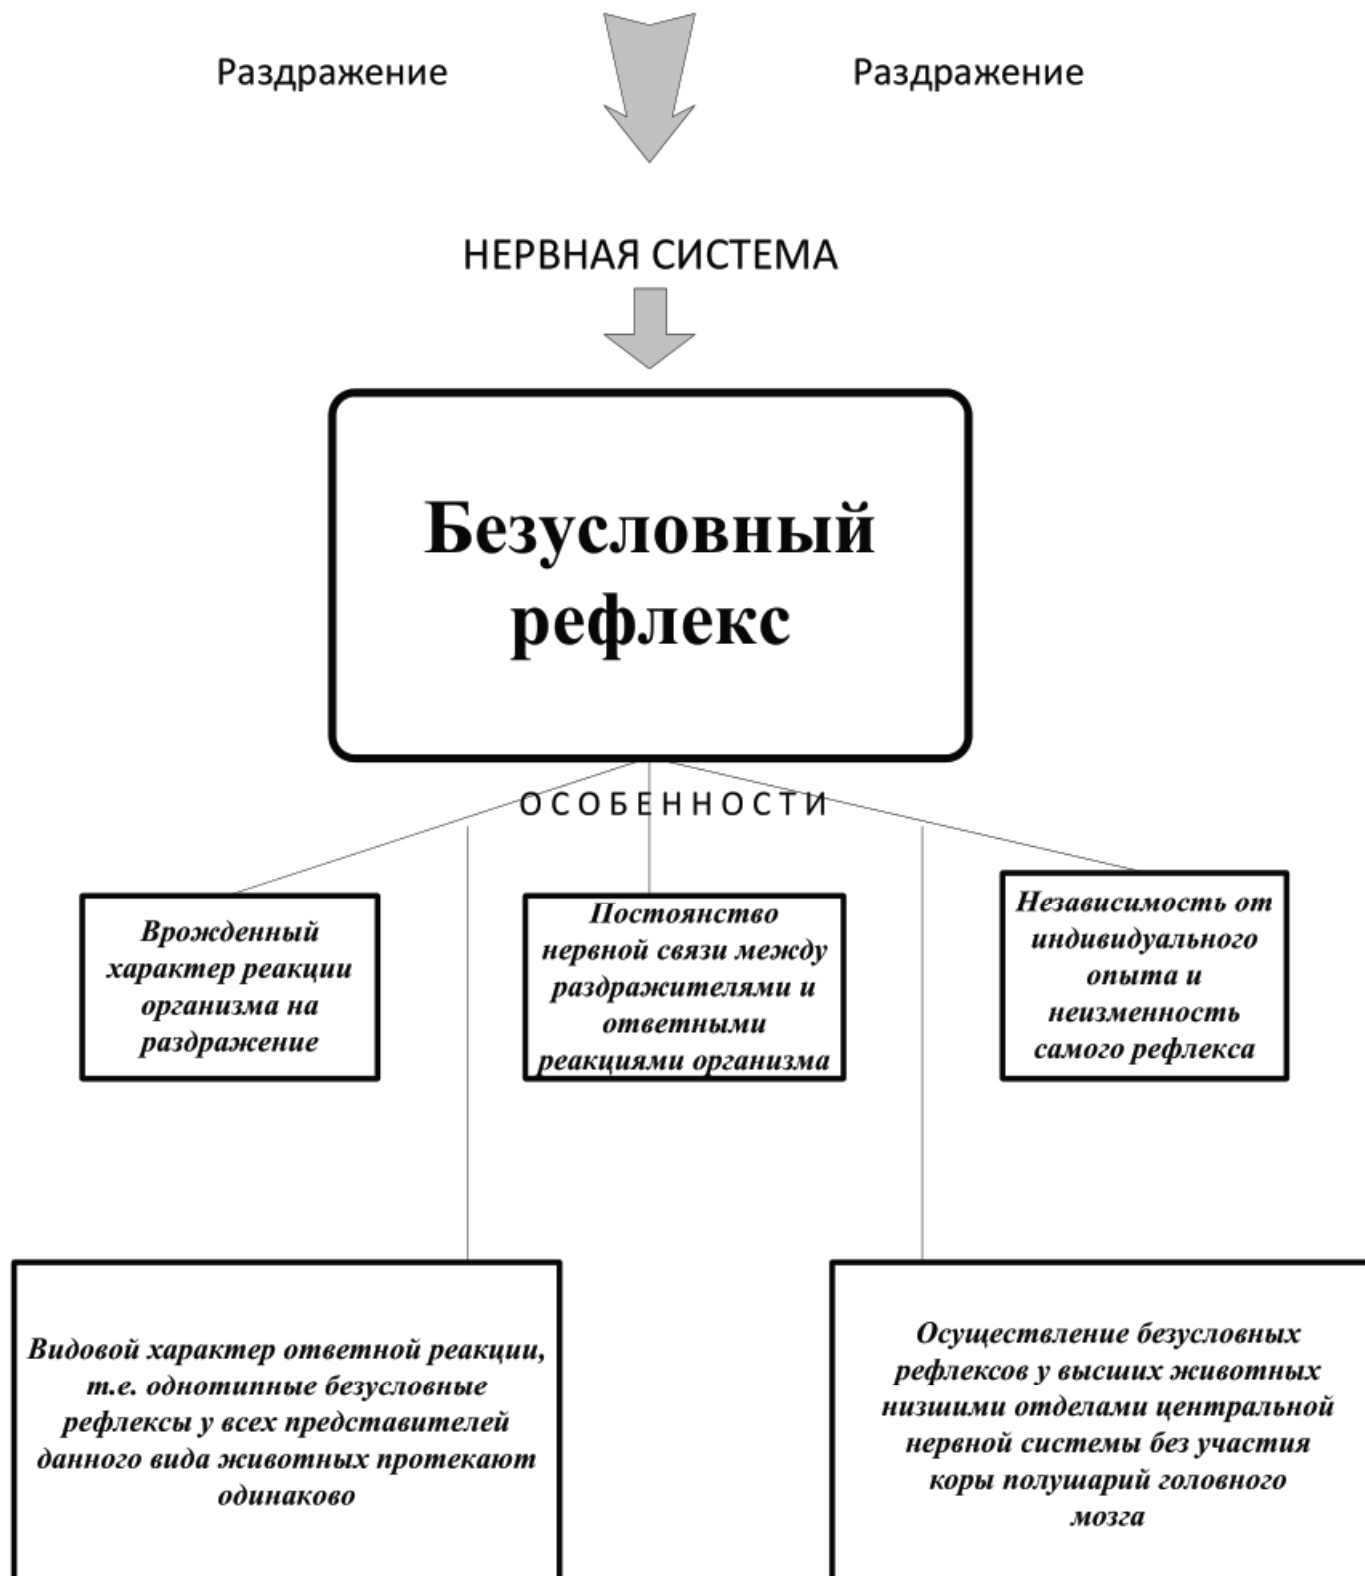 Раздражение
Раздражение
НЕРВНАЯ СИСТЕМА
Безусловный
рефлекс
ОСОБЕННОСТИ
Врожденный
характер реакции
организма на
раздражение
Постоянство
нервной связи между
раздражителями и
ответными
реакциями организма
Независимость от
индивидуального
опыта и
неизменность
самого рефлекса
Видовой характер ответной реакции,
т.е. однотипные безусловные
рефлексы у всех представителей
данного вида животных протекают
одинаково
Осуществление безусловных
рефлексов у высших животных
низшими отделами центральной
нервной системы без участия
коры полушарий головного
мозга